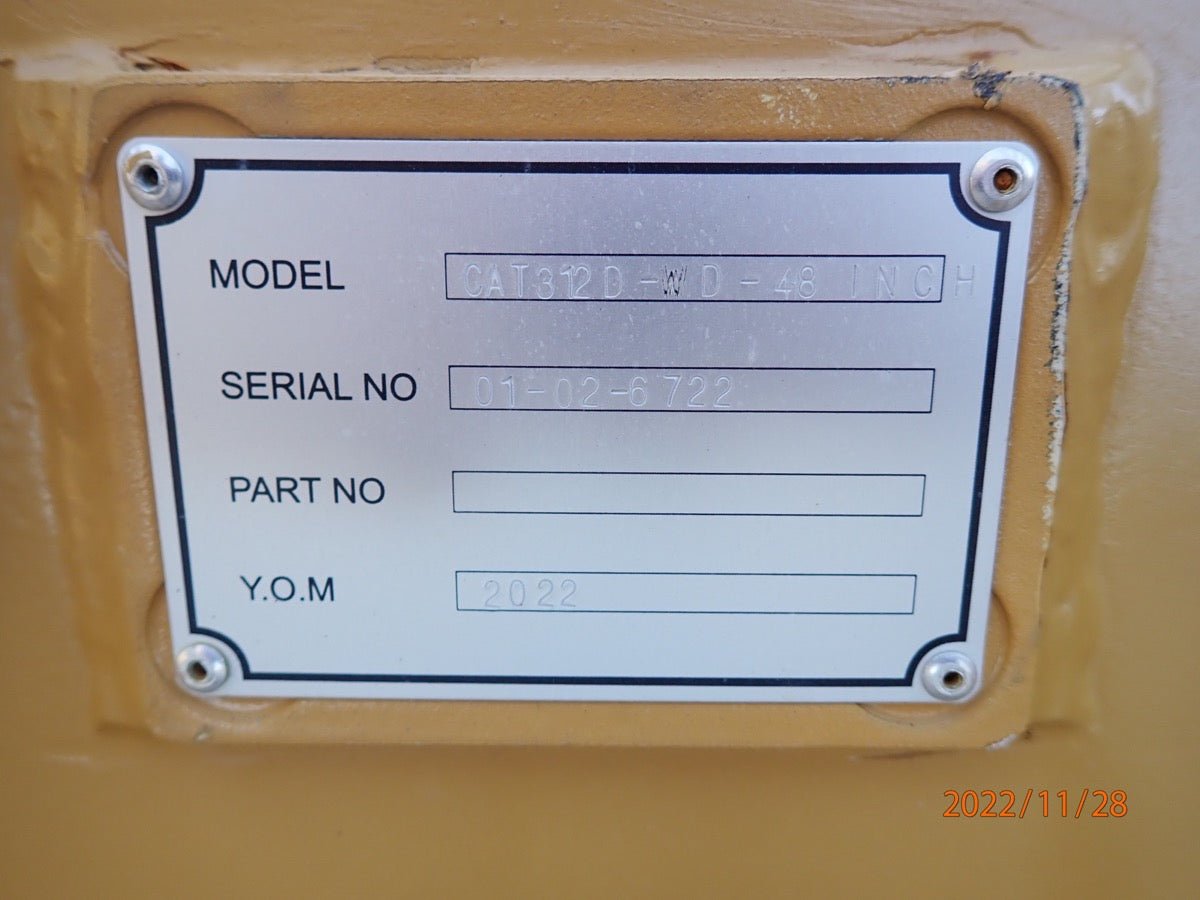 MODEL CAT312D-WD-48 INCH
SERIAL NO 01-02-6722
PART NO
Y.O.M 2022
2022/11/28